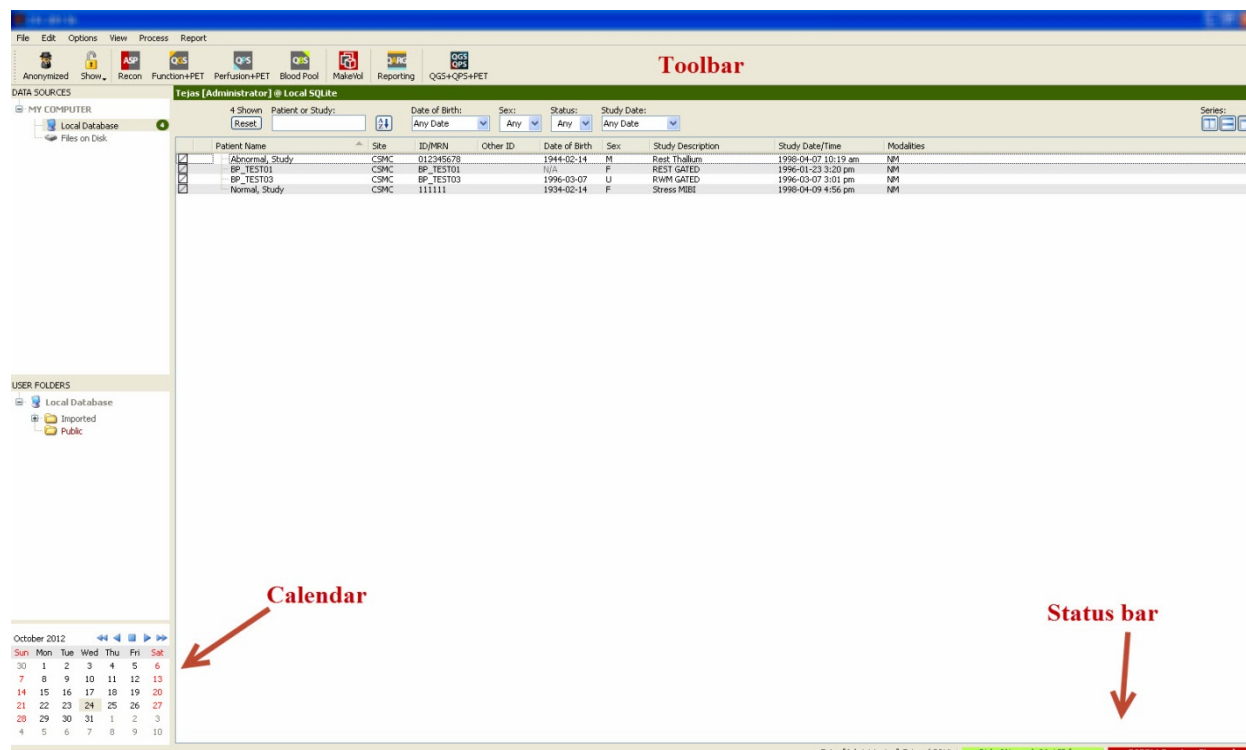 File Edit Options View Process Report
Anonymized Show Recon Function+PET Perfusion+PET Blood Pool MakeVol Reporting QGS+QPS+PET
ASP QGS QPS QBS DARG QGS QPS
Toolbar
DATA SOURCES
MY COMPUTER
Local Database 4
Files on Disk
Tejas [Administrator] @ Local SQLite
4 Shown Patient or Study: Date of Birth: Sex: Status: Study Date: Series:
Reset Any Date Any Any Any Date
Patient Name Site ID/MRN Other ID Date of Birth Sex Study Description Study Date/Time Modalities
Abnormal, Study CSMC 012345678 1944-02-14 M Rest Thallium 1998-04-07 10:19 am NM
BP_TEST01 CSMC BP_TEST01 N/A F REST GATED 1996-01-23 3:20 pm NM
BP_TEST03 CSMC BP_TEST03 1996-03-07 U RWM GATED 1996-03-07 3:01 pm NM
Normal, Study CSMC 111111 1934-02-14 F Stress MIBI 1998-04-09 4:56 pm NM
USER FOLDERS
Local Database
Imported
Public
Calendar
Status bar
October 2012
Sun Mon Tue Wed Thu Fri Sat
30 1 2 3 4 5 6
7 8 9 10 11 12 13
14 15 16 17 18 19 20
21 22 23 24 25 26 27
28 29 30 31 1 2 3
4 5 6 7 8 9 10